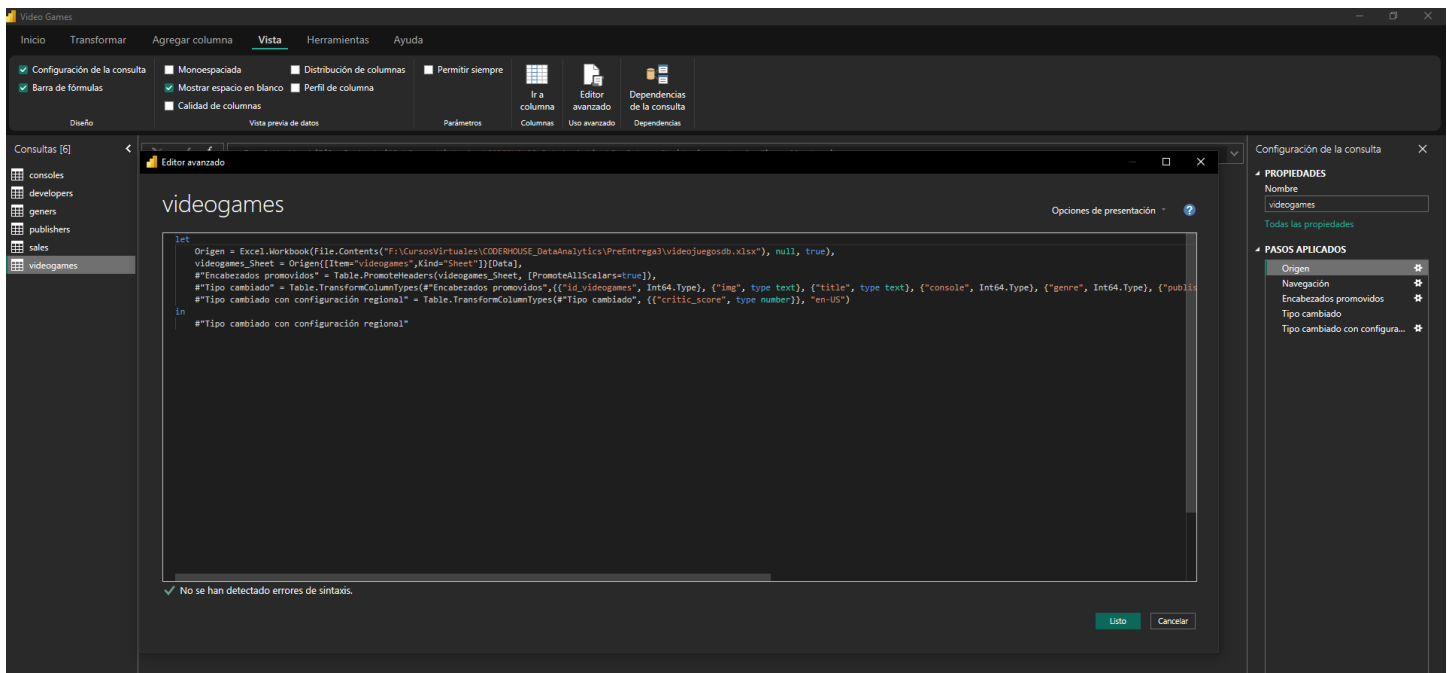 Video Games
Inicio Transformar Agregar columna Vista Herramientas Ayuda
Configuración de la consulta Monoespaciada Distribución de columnas Permitir siempre
Barra de fórmulas Mostrar espacio en blanco Perfil de columna
Calidad de columnas
Ir a columna
Editor avanzado
Dependencias de la consulta
Diseño Vista previa de datos Parámetros Columnas Uso avanzado Dependencias
Consultas [6]
consoles
developers
geners
publishers
sales
videogames
Editor avanzado
videogames
Opciones de presentación
let
Origen = Excel.Workbook(File.Contents("F:\CursosVirtuales\CODERHOUSE_DataAnalytics\PreEntrega3\videojuegosdb.xlsx"), null, true),
videogames_Sheet = Origen{[Item="videogames",Kind="Sheet"]}[Data],
#"Encabezados promovidos" = Table.PromoteHeaders(videogames_Sheet, [PromoteAllScalars=true]),
#"Tipo cambiado" = Table.TransformColumnTypes(#"Encabezados promovidos",{{"id_videogames", Int64.Type}, {"img", type text}, {"title", type text}, {"console", Int64.Type}, {"genre", Int64.Type}, {"publis
#"Tipo cambiado con configuración regional" = Table.TransformColumnTypes(#"Tipo cambiado", {{"critic_score", type number}}, "en-US")
in
#"Tipo cambiado con configuración regional"
No se han detectado errores de sintaxis.
Listo Cancelar
Configuración de la consulta
PROPIEDADES
Nombre
videogames
Todas las propiedades
PASOS APLICADOS
Origen
Navegación
Encabezados promovidos
Tipo cambiado
Tipo cambiado con configura...